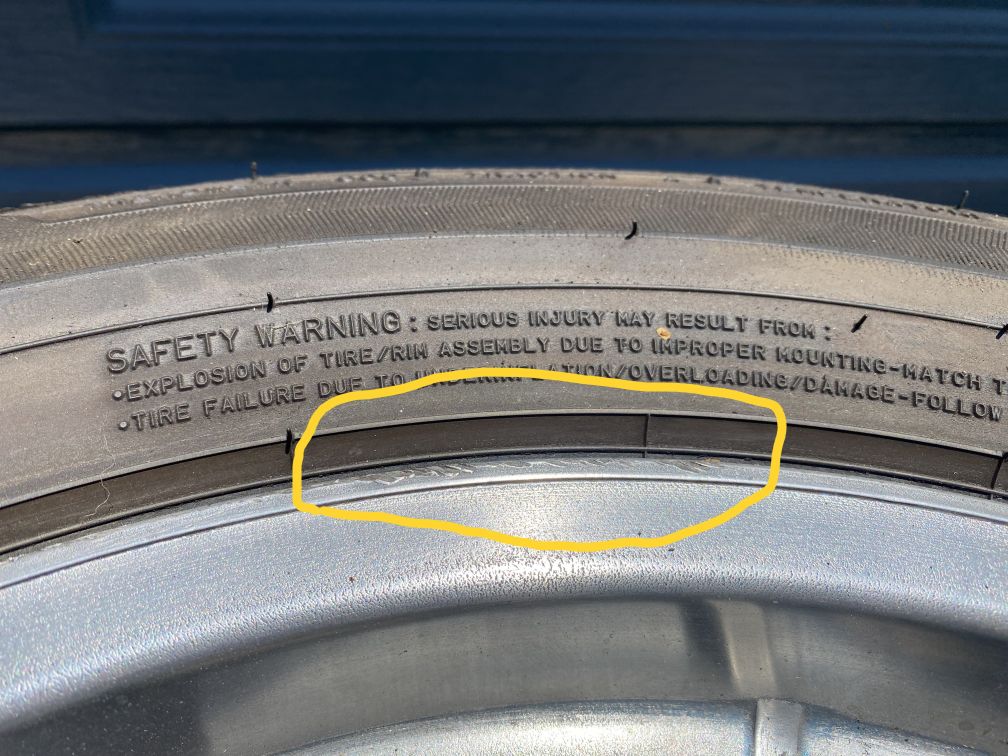 SAFETY WARNING: SERIOUS INJURY MAY RESULT FROM:
•EXPLOSION OF TIRE/RIM ASSEMBLY DUE TO IMPROPER MOUNTING-MATCH
•TIRE FAILURE DUE TO UNDERINFLATION/OVERLOADING/DAMAGE-FOLLOW